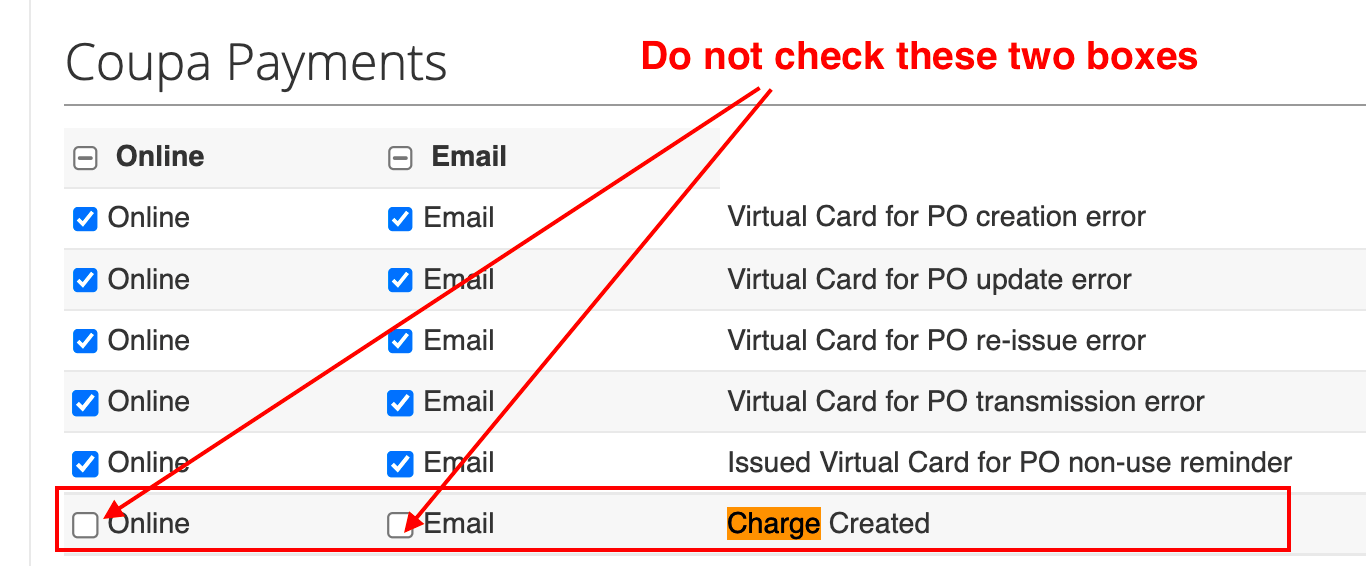 Coupa Payments
Do not check these two boxes
Online Email
Online Email Virtual Card for PO creation error
Online Email Virtual Card for PO update error
Online Email Virtual Card for PO re-issue error
Online Email Virtual Card for PO transmission error
Online Email Issued Virtual Card for PO non-use reminder
Online Email Charge Created